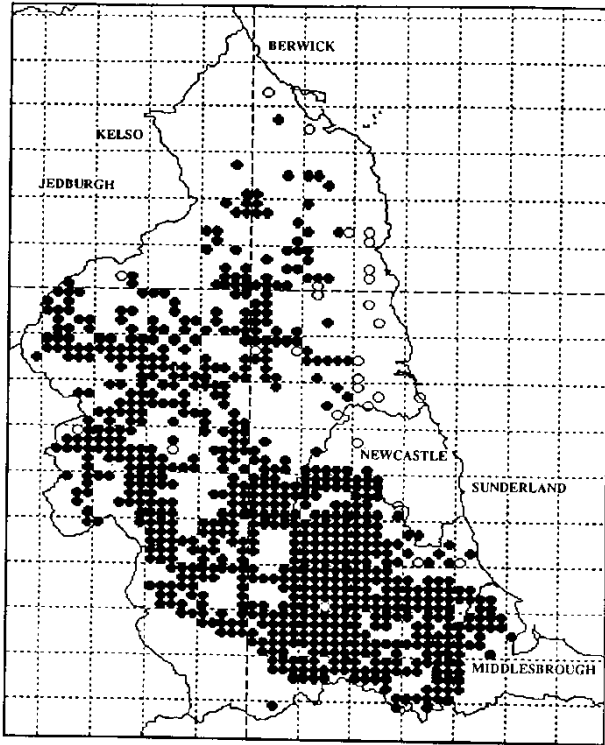 BERWICK
KELSO
JEDBURGH
NEWCASTLE
SUNDERLAND
MIDDLESBROUGH